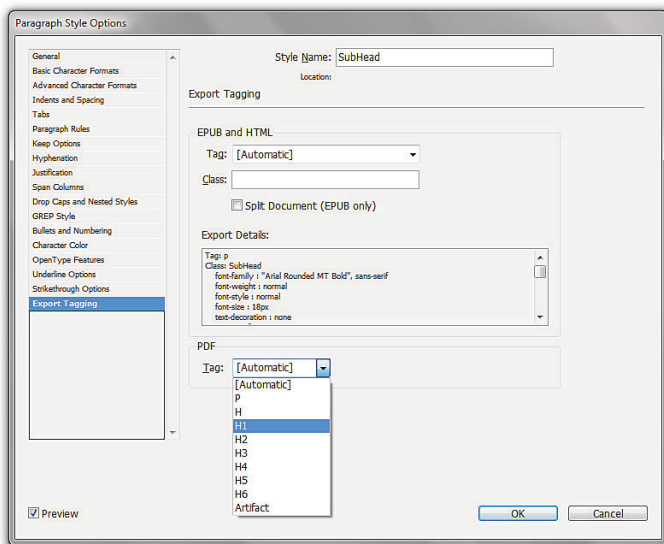 Paragraph Style Options
General
Basic Character Formats
Advanced Character Formats
Indents and Spacing
Tabs
Paragraph Rules
Keep Options
Hyphenation
Justification
Span Columns
Drop Caps and Nested Styles
GREP Style
Bullets and Numbering
Character Color
OpenType Features
Underline Options
Strikethrough Options
Export Tagging
Style Name: SubHead
Location:
Export Tagging
EPUB and HTML
Tag: [Automatic]
Class:
Split Document (EPUB only)
Export Details:
Tag: p
Class: SubHead
font-family : "Arial Rounded MT Bold", sans-serif
font-weight : normal
font-style : normal
font-size : 18px
text-decoration : none
PDF
Tag: [Automatic]
[Automatic]
P
H
H1
H2
H3
H4
H5
H6
Artifact
Preview
OK Cancel